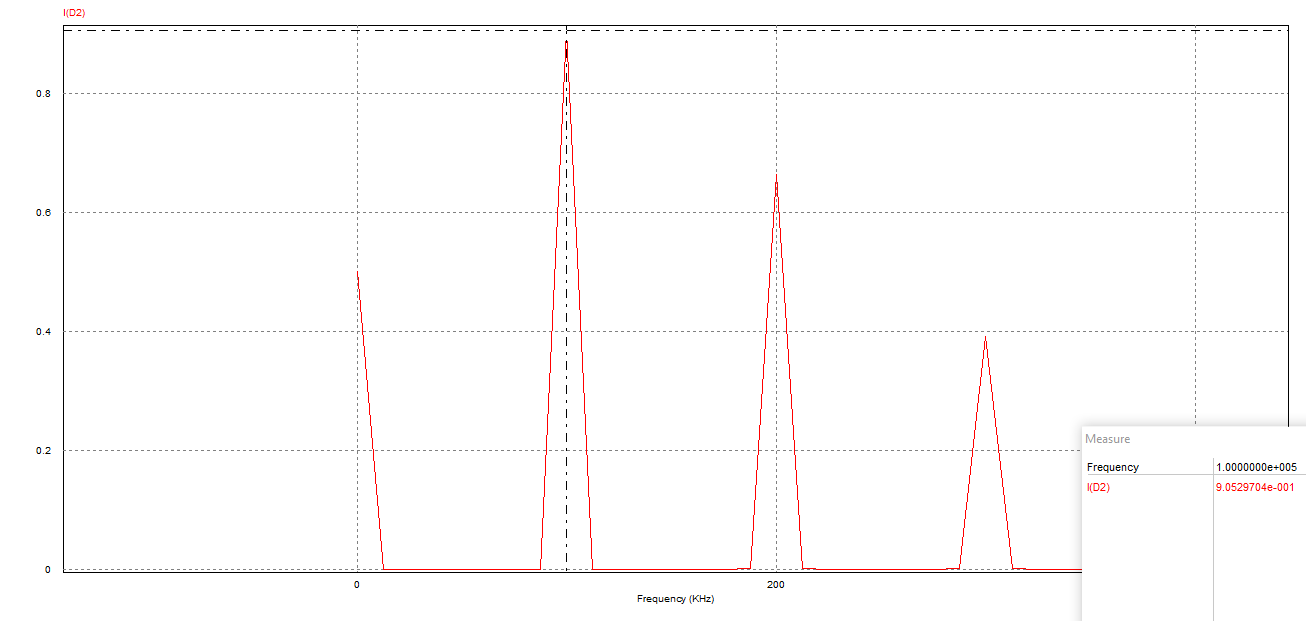 I(D2)
0.8
0.6
0.4
0.2
0
0
200
Frequency (KHz)
Measure
Frequency 1.0000000e+005
I(D2) 9.0529704e-001